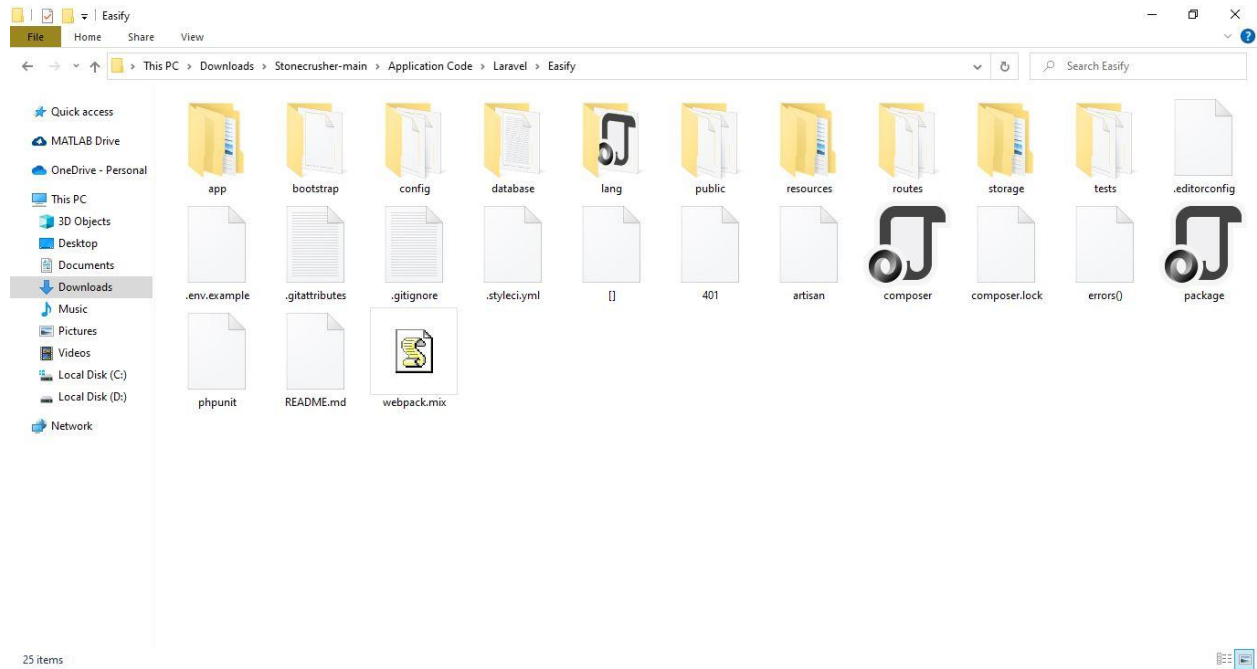 Easify
File Home Share View
This PC > Downloads > Stonecrusher-main > Application Code > Laravel > Easify
Search Easify
Quick access
MATLAB Drive
OneDrive - Personal
This PC
3D Objects
Desktop
Documents
Downloads
Music
Pictures
Videos
Local Disk (C:)
Local Disk (D:)
Network
app bootstrap config database lang public resources routes storage tests .editorconfig
.env.example .gitattributes .gitignore .styleci.yml [] 401 artisan composer composer.lock errors() package
phpunit README.md webpack.mix
25 items